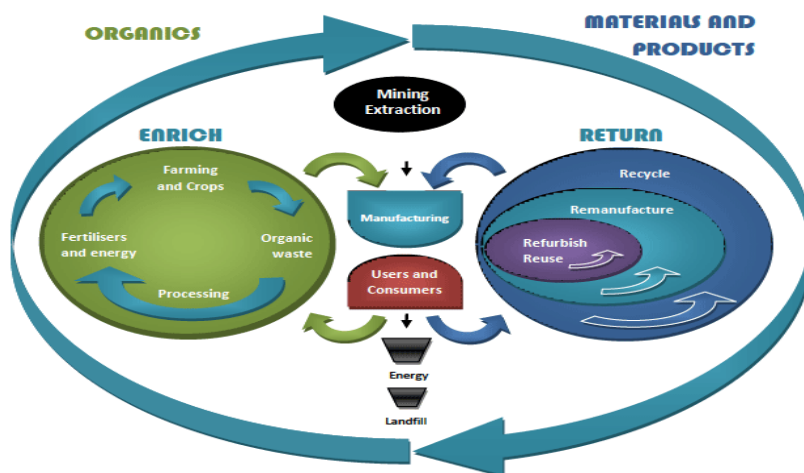 ORGANICS
MATERIALS AND
PRODUCTS
Mining
Extraction
ENRICH
RETURN
Farming
and Crops
Fertilisers
and energy
Organic
waste
Processing
Manufacturing
Users and
Consumers
Recycle
Remanufacture
Refurbish
Reuse
Energy
Landfill